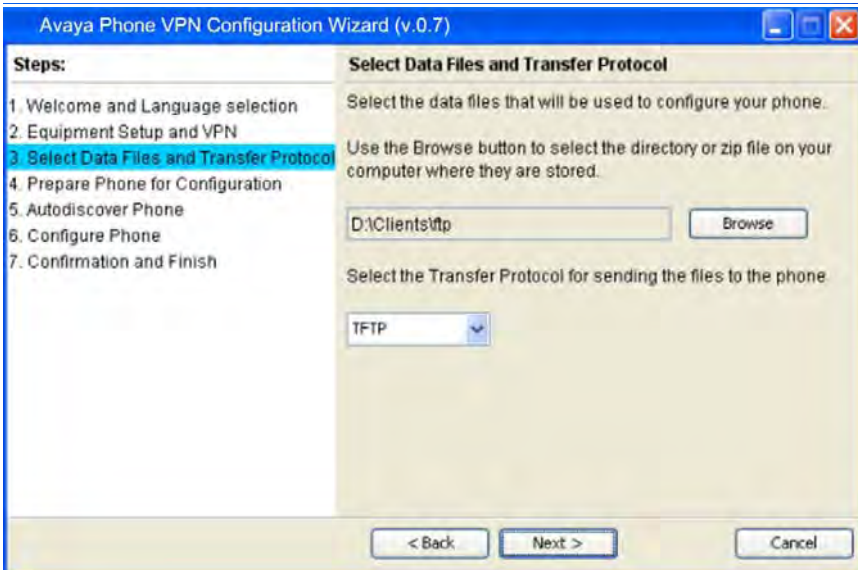 Avaya Phone VPN Configuration Wizard (v.0.7)
Steps:
1. Welcome and Language selection
2. Equipment Setup and VPN
3. Select Data Files and Transfer Protocol
4. Prepare Phone for Configuration
5. Autodiscover Phone
6. Configure Phone
7. Confirmation and Finish
Select Data Files and Transfer Protocol
Select the data files that will be used to configure your phone.
Use the Browse button to select the directory or zip file on your
computer where they are stored.
D:\Clients\ftp
Browse
Select the Transfer Protocol for sending the files to the phone
TFTP
< Back
Next >
Cancel